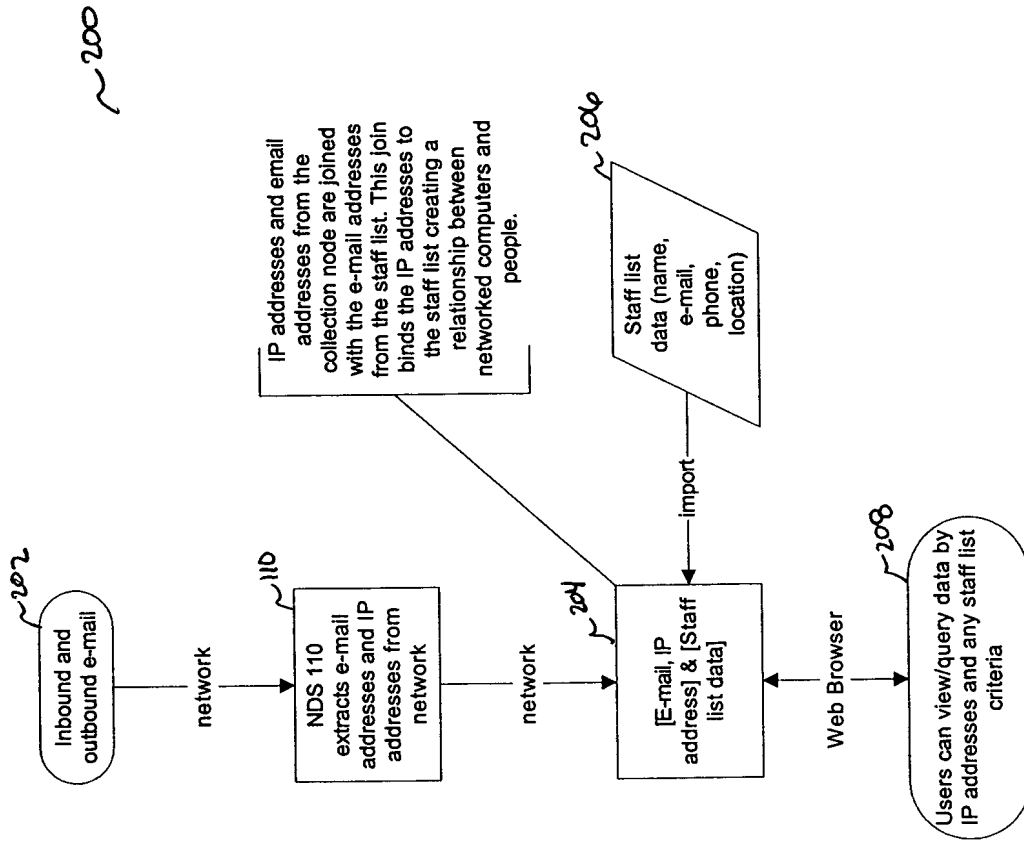 ~200
~202
Inbound and
outbound e-mail
network
~110
NDS 110
extracts e-mail
addresses and IP
addresses from
network
network
IP addresses and email
addresses from the
collection node are joined
with the e-mail addresses
from the staff list. This join
binds the IP addresses to
the staff list creating a
relationship between
networked computers and
people.
~204
[E-mail, IP
address] & [Staff
list data]
import
~206
Staff list
data (name,
e-mail,
phone,
location)
Web Browser
~208
Users can view/query data by
IP addresses and any staff list
criteria